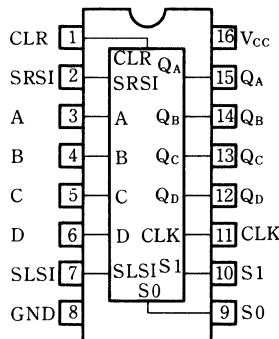 CLR 1 16 VCC
CLR QA
SRSI 2 SRSI 15 QA
A 3 A QB 14 QB
B 4 B QC 13 QC
C 5 C QD 12 QD
D 6 D CLK 11 CLK
SLSI 7 SLSI S1 10 S1
S0
GND 8 9 S0